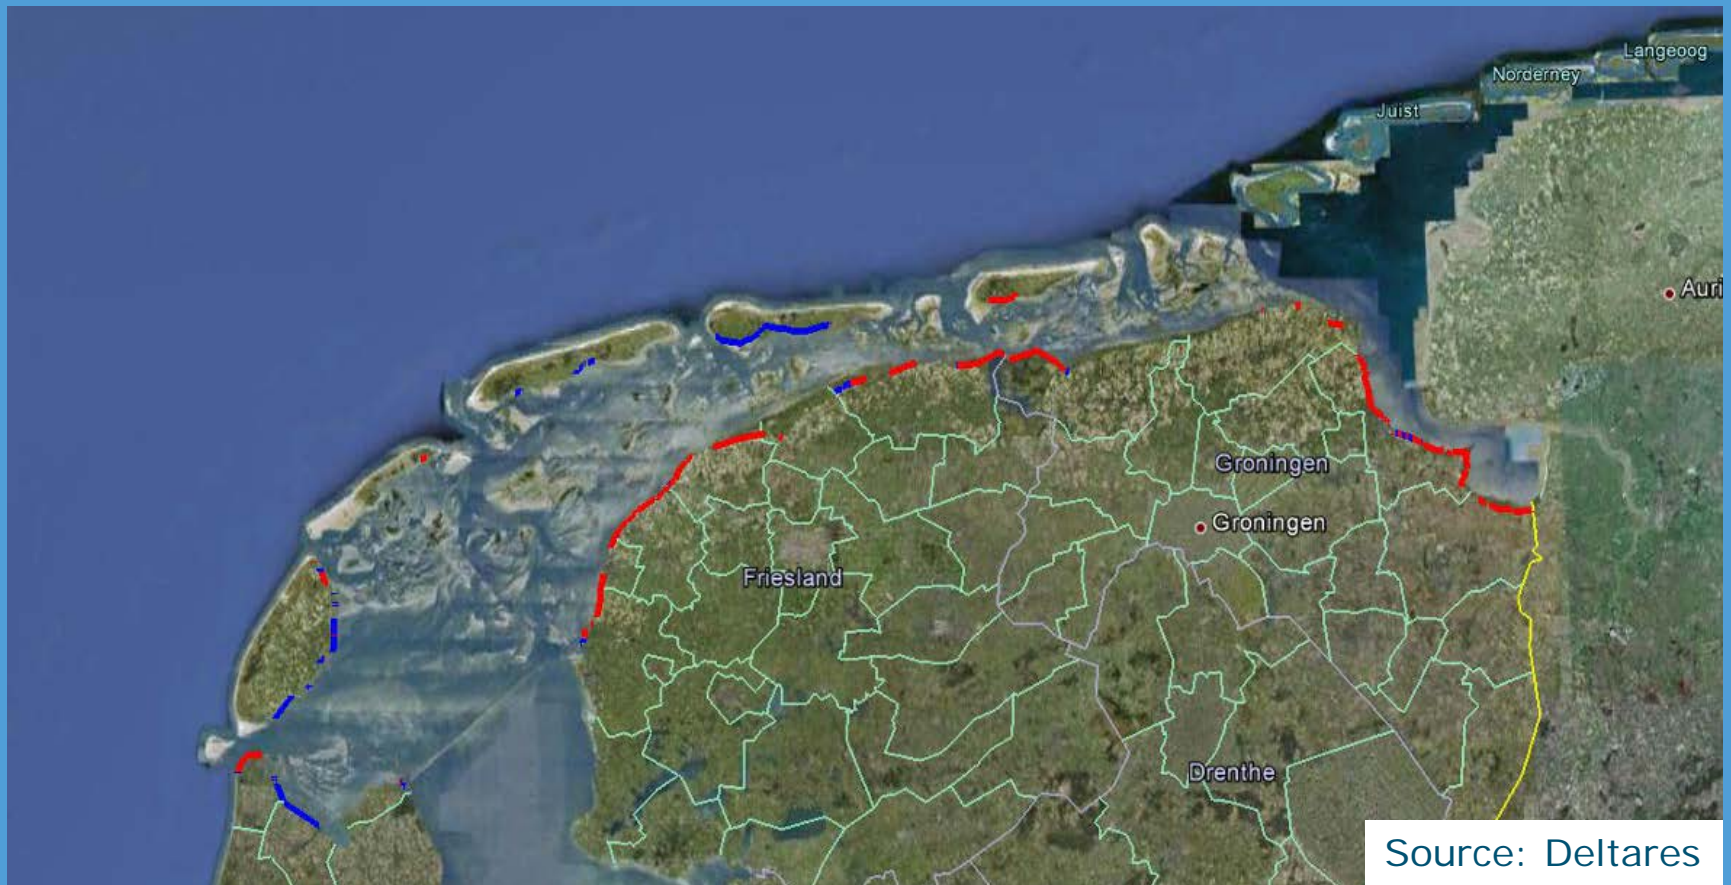 Langeoog
Norderney
Juist
Auri
Groningen
Groningen
Friesland
Drenthe
Source: Deltares